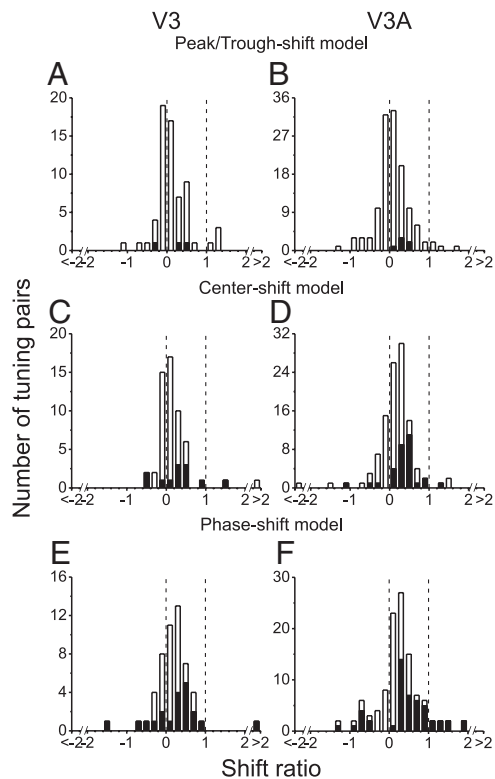 V3 V3A
Peak/Trough-shift model
A B
20 36
15 27
10 18
5 9
0 0
<-2 -2 -1 0 1 2 >2 <-2 -2 -1 0 1 2 >2
Center-shift model
C D
20 32
15 24
10 16
5 8
0 0
<-2 -2 -1 0 1 2 >2 <-2 -2 -1 0 1 2 >2
Phase-shift model
E F
16 30
12
20
8
10
4
0 0
<-2 -2 -1 0 1 2 >2 <-2 -2 -1 0 1 2 >2
Number of tuning pairs
Shift ratio